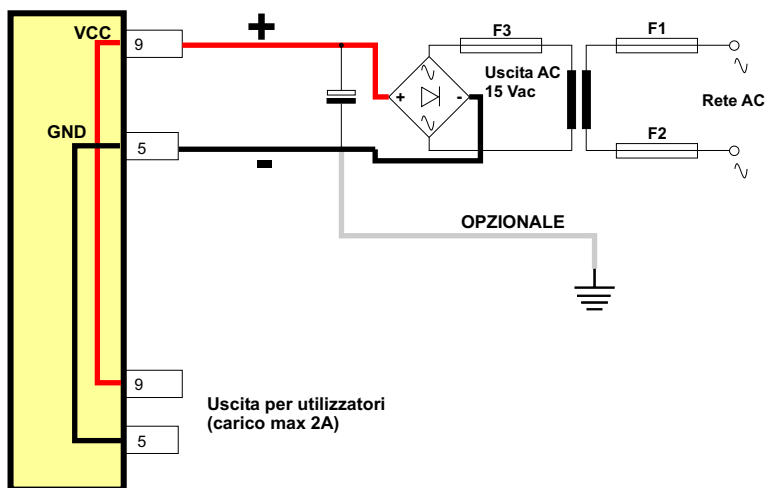 VCC
9
+
F3
F1
Uscita AC
15 Vac
+
-
Rete AC
GND
5
-
F2
OPZIONALE
9
Uscita per utilizzatori
(carico max 2A)
5